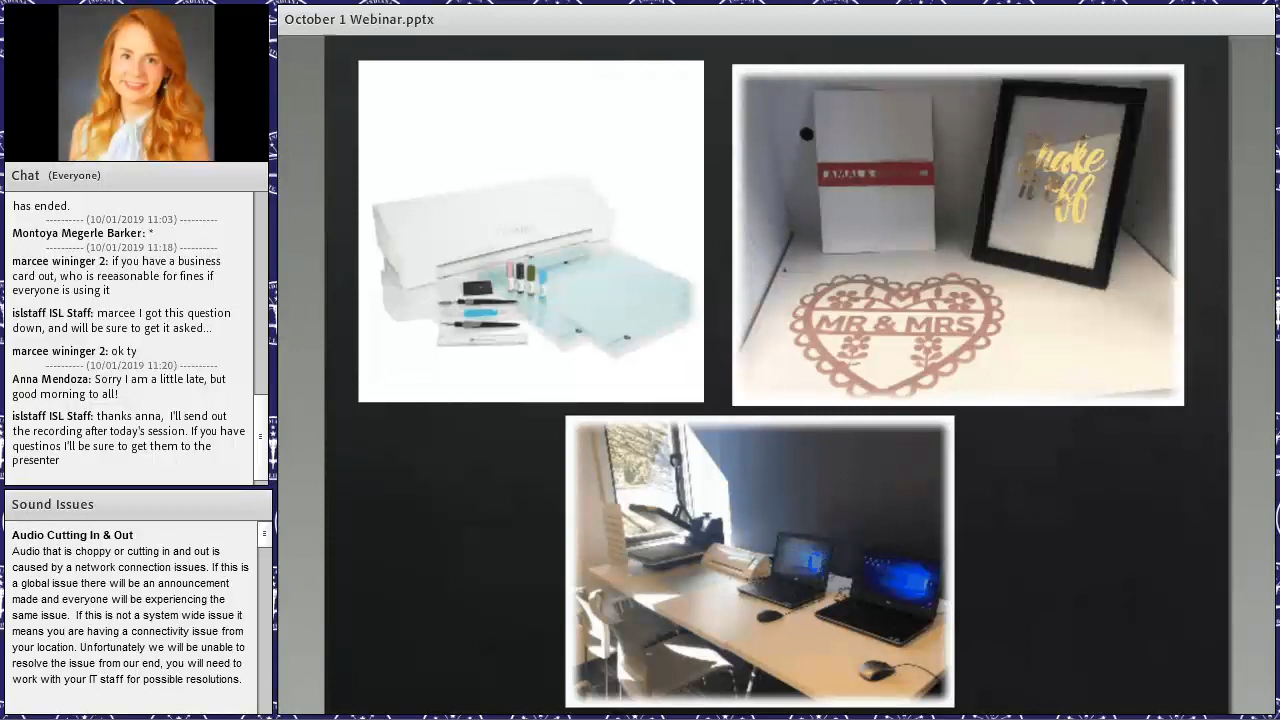 October 1 Webinar.pptx
Chat (Everyone)
has ended.
---------- (10/01/2019 11:03) ----------
Montoya Megerle Barker: *
---------- (10/01/2019 11:18) ----------
marcee wininger 2: if you have a business
card out, who is reeasonable for fines if
everyone is using it
islstaff ISL Staff: marcee I got this question
down, and will be sure to get it asked...
marcee wininger 2: ok ty
---------- (10/01/2019 11:20) ----------
Anna Mendoza: Sorry I am a little late, but
good morning to all!
islstaff ISL Staff: thanks anna, I'll send out
the recording after today's session. If you have
questinos I'll be sure to get them to the
presenter
Sound Issues
Audio Cutting In & Out
Audio that is choppy or cutting in and out is
caused by a network connection issues. If this is
a global issue there will be an announcement
made and everyone will be experiencing the
same issue. If this is not a system wide issue it
means you are having a connectivity issue from
your location. Unfortunately we will be unable to
resolve the issue from our end, you will need to
work with your IT staff for possible resolutions.
AMAL &
shake
it off
MR & MRS